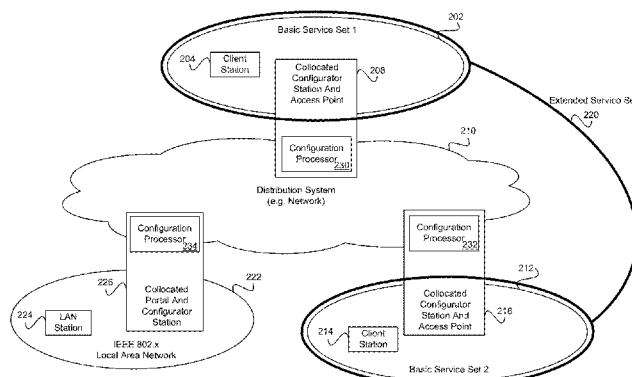 Basic Service Set 1
202
204
Client
Station
Collocated
Configurator
Station And
Access Point
208
Extended Service Se
220
Configuration
Processor
230
210
Distribution System
(e.g. Network)
Configuration
Processor
234
Configuration
Processor
232
226
222
212
Collocated
Portal And
Configurator
Station
224
LAN
Station
IEEE 802.x
Local Area Network
Collocated
Configurator
Station And
Access Point
216
214
Client
Station
Basic Service Set 2